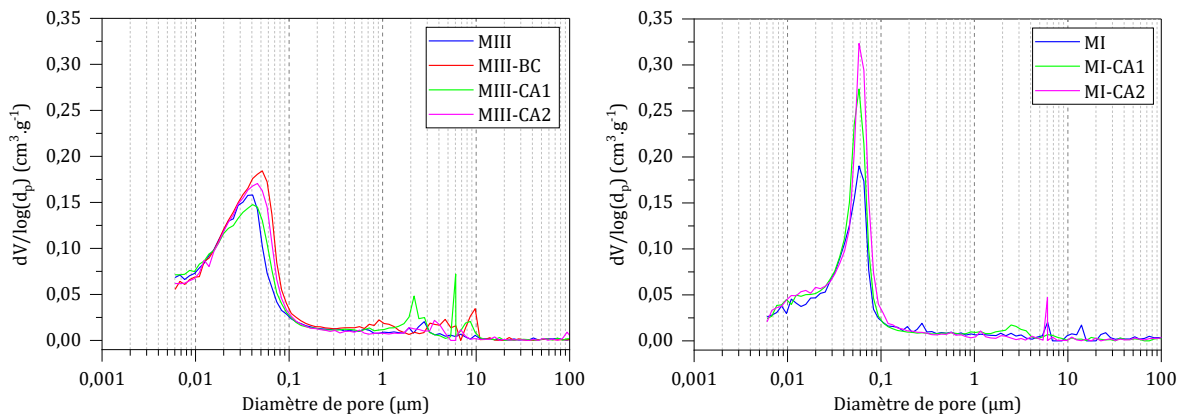 0,35
0,30
0,25
0,20
0,15
0,10
0,05
0,00
dV/log(dp) (cm³.g⁻¹)
MIII
MIII-BC
MIII-CA1
MIII-CA2
0,001 0,01 0,1 1 10 100
Diamètre de pore (µm)
0,35
0,30
0,25
0,20
0,15
0,10
0,05
0,00
dV/log(dp) (cm³.g⁻¹)
MI
MI-CA1
MI-CA2
0,001 0,01 0,1 1 10 100
Diamètre de pore (µm)